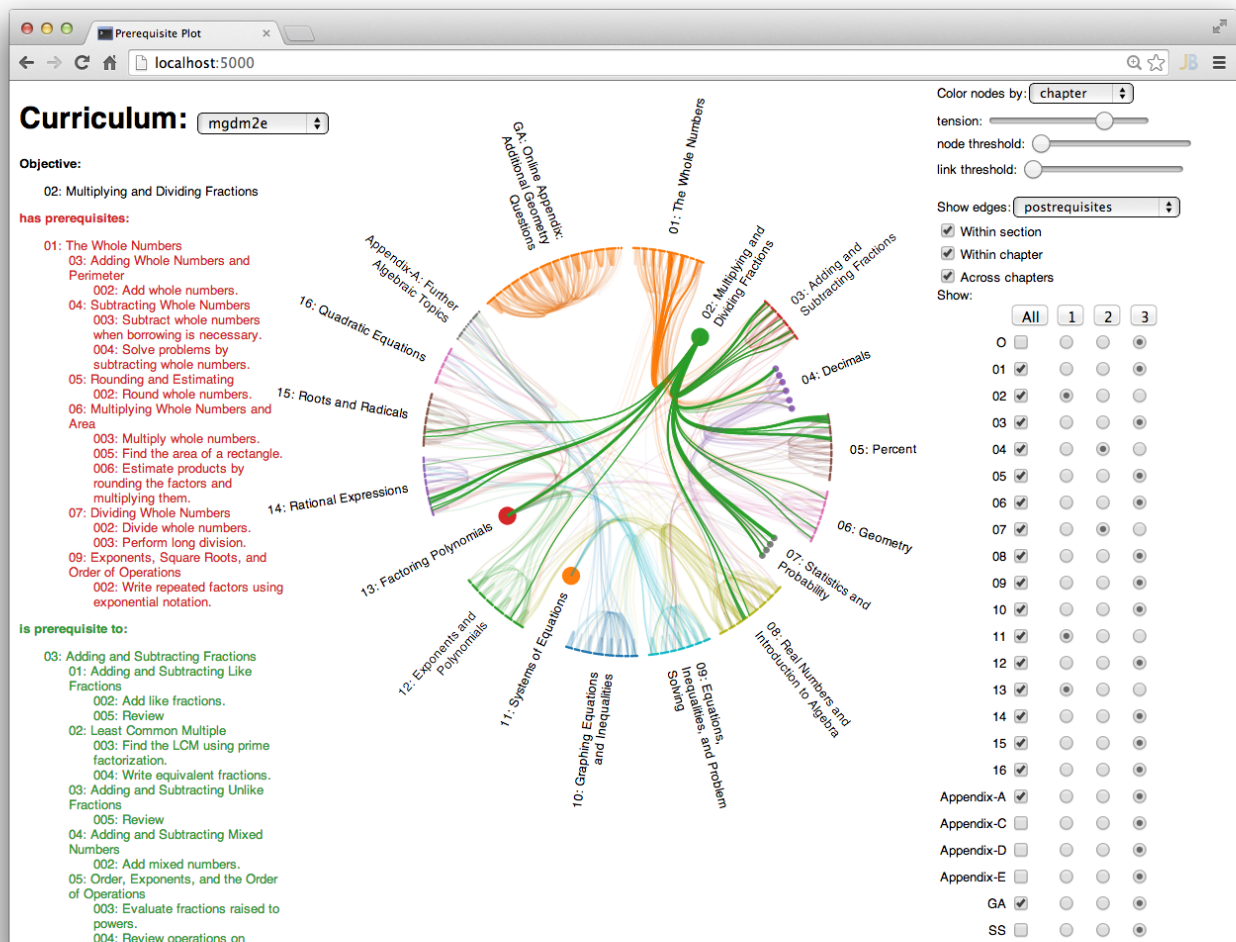 Prerequisite Plot
localhost:5000
JB
Curriculum:
mgdm2e
Objective:
02: Multiplying and Dividing Fractions
has prerequisites:
01: The Whole Numbers
03: Adding Whole Numbers and
Perimeter
002: Add whole numbers.
04: Subtracting Whole Numbers
003: Subtract whole numbers
when borrowing is necessary.
004: Solve problems by
subtracting whole numbers.
05: Rounding and Estimating
002: Round whole numbers.
06: Multiplying Whole Numbers and
Area
003: Multiply whole numbers.
005: Find the area of a rectangle.
006: Estimate products by
rounding the factors and
multiplying them.
07: Dividing Whole Numbers
002: Divide whole numbers.
003: Perform long division.
09: Exponents, Square Roots, and
Order of Operations
002: Write repeated factors using
exponential notation.
is prerequisite to:
03: Adding and Subtracting Fractions
01: Adding and Subtracting Like
Fractions
002: Add like fractions.
005: Review
02: Least Common Multiple
003: Find the LCM using prime
factorization.
004: Write equivalent fractions.
03: Adding and Subtracting Unlike
Fractions
005: Review
04: Adding and Subtracting Mixed
Numbers
002: Add mixed numbers.
05: Order, Exponents, and the Order
of Operations
003: Evaluate fractions raised to
powers.
004: Review operations on
01: The Whole Numbers
02: Multiplying and
Dividing Fractions
03: Adding and
Subtracting Fractions
04: Decimals
05: Percent
06: Geometry
07: Statistics and
Probability
08: Real Numbers and
Introduction to Algebra
09: Equations,
Inequalities, and Problem
Solving
10: Graphing Equations
and Inequalities
11: Systems of Equations
12: Exponents and
Polynomials
13: Factoring Polynomials
14: Rational Expressions
15: Roots and Radicals
16: Quadratic Equations
Appendix-A: Further
Algebraic Topics
GA: Online Appendix:
Additional Geometry
Questions
Color nodes by: chapter
tension:
node threshold:
link threshold:
Show edges: postrequisites
Within section
Within chapter
Across chapters
Show:
All 1 2 3
O
01
02
03
04
05
06
07
08
09
10
11
12
13
14
15
16
Appendix-A
Appendix-C
Appendix-D
Appendix-E
GA
SS